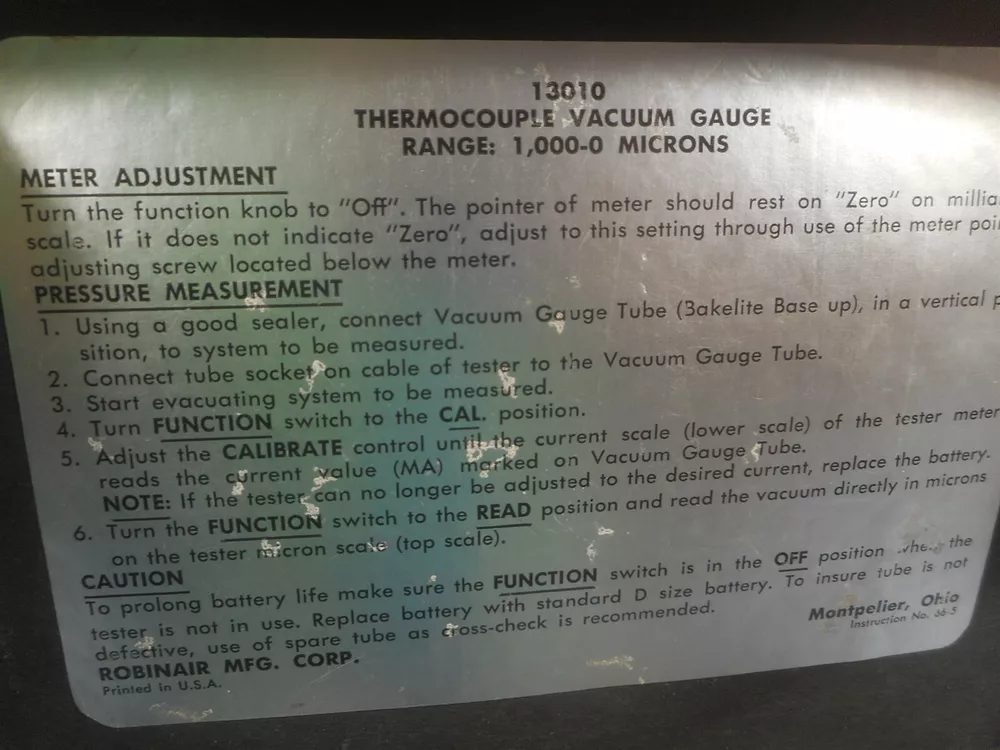 13010
THERMOCOUPLE VACUUM GAUGE
RANGE: 1,000-0 MICRONS
METER ADJUSTMENT
Turn the function knob to "Off". The pointer of meter should rest on "Zero" on millia
scale. If it does not indicate "Zero", adjust to this setting through use of the meter poi
adjusting screw located below the meter.
PRESSURE MEASUREMENT
1. Using a good sealer, connect Vacuum Gauge Tube (Bakelite Base up), in a vertical p
sition, to system to be measured.
2. Connect tube socket on cable of tester to the Vacuum Gauge Tube.
3. Start evacuating system to be measured.
4. Turn FUNCTION switch to the CAL. position.
5. Adjust the CALIBRATE control until the current scale (lower scale) of the tester meter
reads the current value (MA) marked on Vacuum Gauge Tube.
NOTE: If the tester can no longer be adjusted to the desired current, replace the battery.
6. Turn the FUNCTION switch to the READ position and read the vacuum directly in microns
on the tester micron scale (top scale).
CAUTION
To prolong battery life make sure the FUNCTION switch is in the OFF position when the
tester is not in use. Replace battery with standard D size battery. To insure tube is not
defective, use of spare tube as cross-check is recommended.
ROBINAIR MFG. CORP.
Montpelier, Ohio
Printed in U.S.A.
Instruction No. 36-5